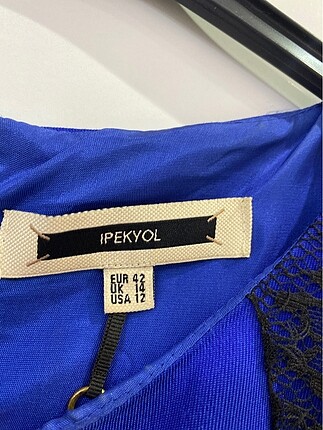 IPEKYOL
EUR 42
UK 14
USA 12